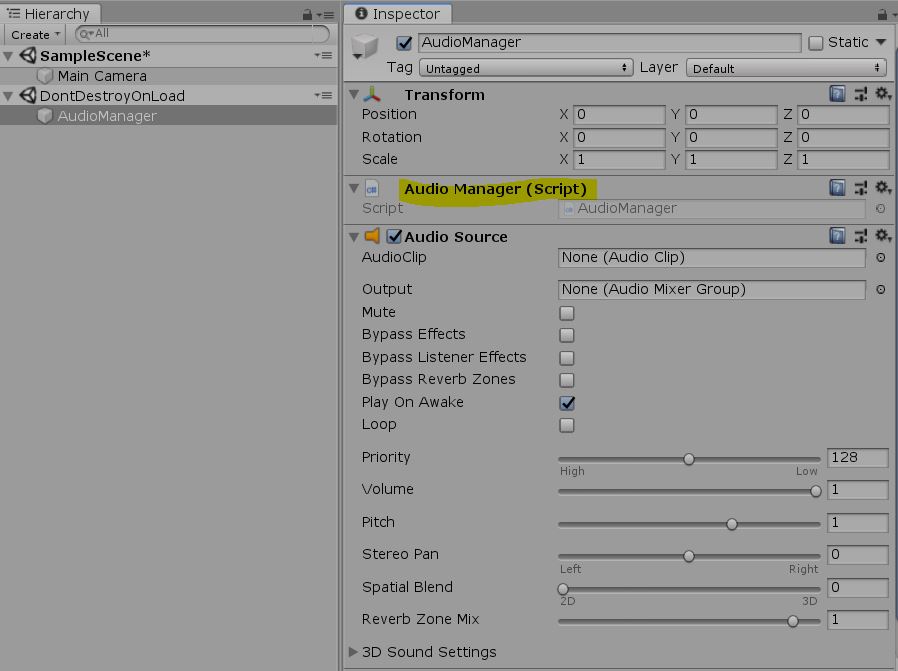 Hierarchy
Create
All
SampleScene*
Main Camera
DontDestroyOnLoad
AudioManager
Inspector
AudioManager
Static
Tag Untagged Layer Default
Transform
Position X 0 Y 0 Z 0
Rotation X 0 Y 0 Z 0
Scale X 1 Y 1 Z 1
C# Audio Manager (Script)
Script AudioManager
Audio Source
AudioClip None (Audio Clip)
Output None (Audio Mixer Group)
Mute
Bypass Effects
Bypass Listener Effects
Bypass Reverb Zones
Play On Awake
Loop
Priority 128
High Low
Volume 1
Pitch 1
Stereo Pan 0
Left Right
Spatial Blend 0
2D 3D
Reverb Zone Mix 1
3D Sound Settings